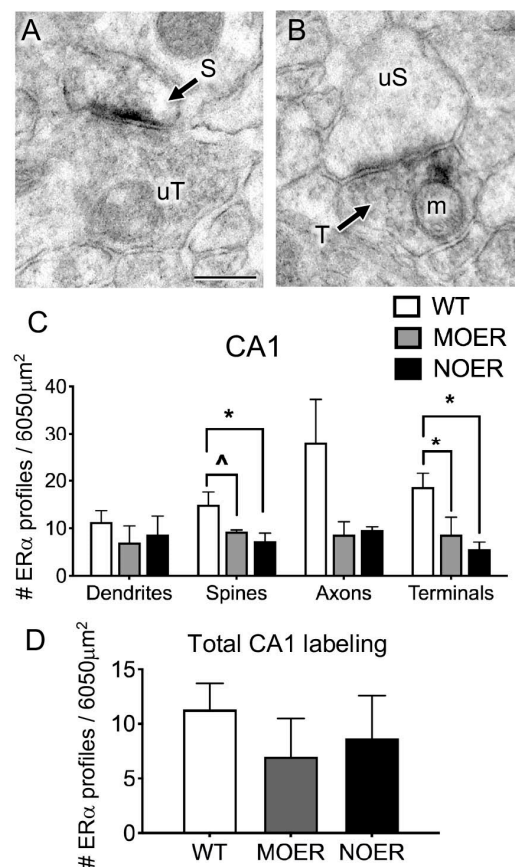 A
S
uT
B
uS
T
m
C
CA1
WT
MOER
NOER
# ERα profiles / 6050μm²
40
30
20
10
0
^
*
*
*
Dendrites
Spines
Axons
Terminals
D
Total CA1 labeling
# ERα profiles / 6050μm²
15
10
5
0
WT
MOER
NOER